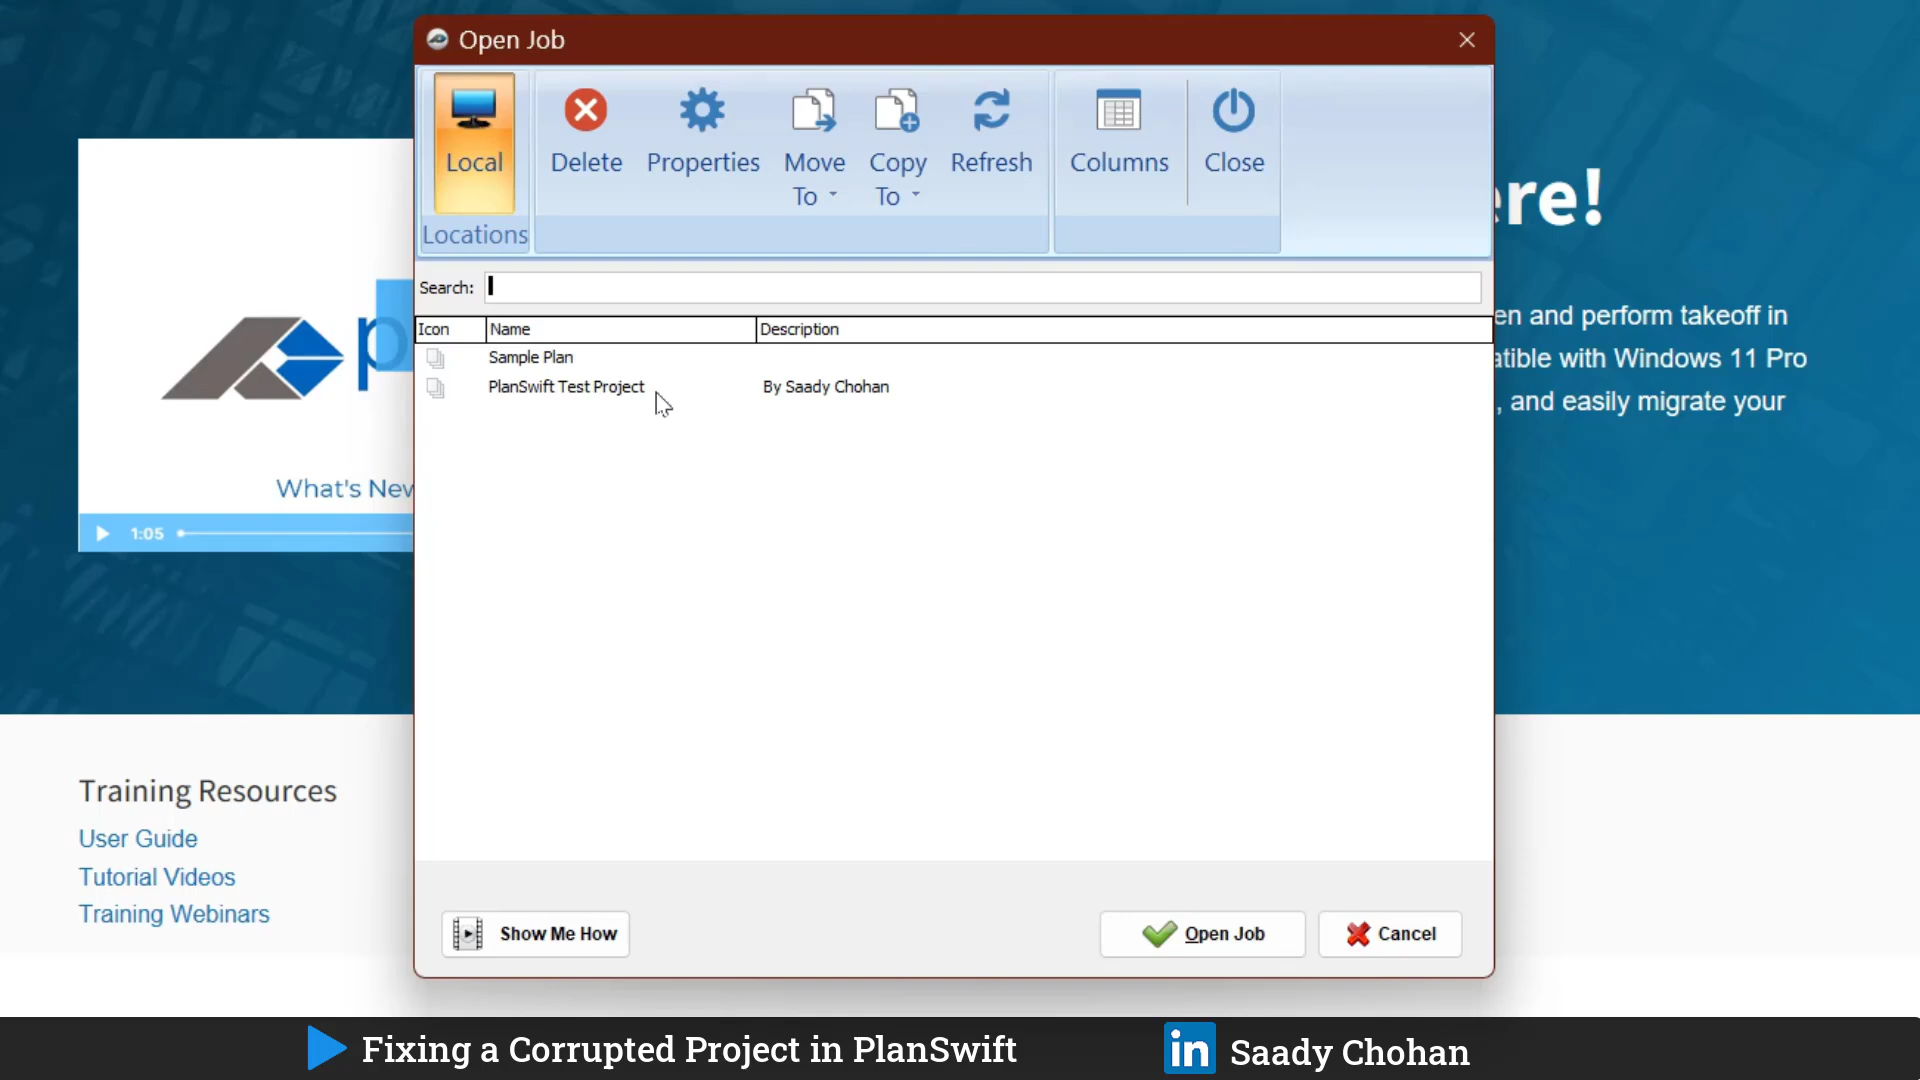 Open Job
Local
Delete
Properties
Move To
Copy To
Refresh
Columns
Close
Locations
Search:
Icon Name Description
Sample Plan
PlanSwift Test Project By Saady Chohan
Show Me How
Open Job
Cancel
p
What's New
1:05
ere!
en and perform takeoff in
atible with Windows 11 Pro
, and easily migrate your
Training Resources
User Guide
Tutorial Videos
Training Webinars
Fixing a Corrupted Project in PlanSwift
in Saady Chohan